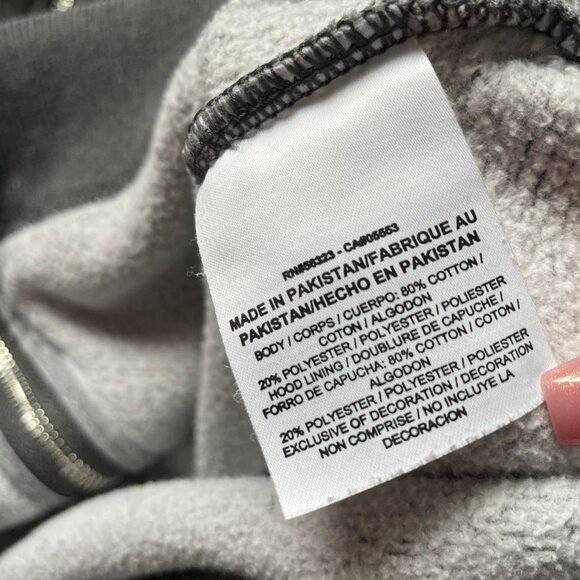 RN#56323 - CA#05553
MADE IN PAKISTAN/FABRIQUE AU
PAKISTAN/HECHO EN PAKISTAN
BODY / CORPS / CUERPO: 80% COTTON /
COTON / ALGODON
20% POLYESTER / POLYESTER / POLIESTER
HOOD LINING / DOUBLURE DE CAPUCHE /
FORRO DE CAPUCHA: 80% COTTON / COTON /
ALGODON
20% POLYESTER / POLYESTER / POLIESTER
EXCLUSIVE OF DECORATION / DECORATION
NON COMPRISE / NO INCLUYE LA
DECORACION